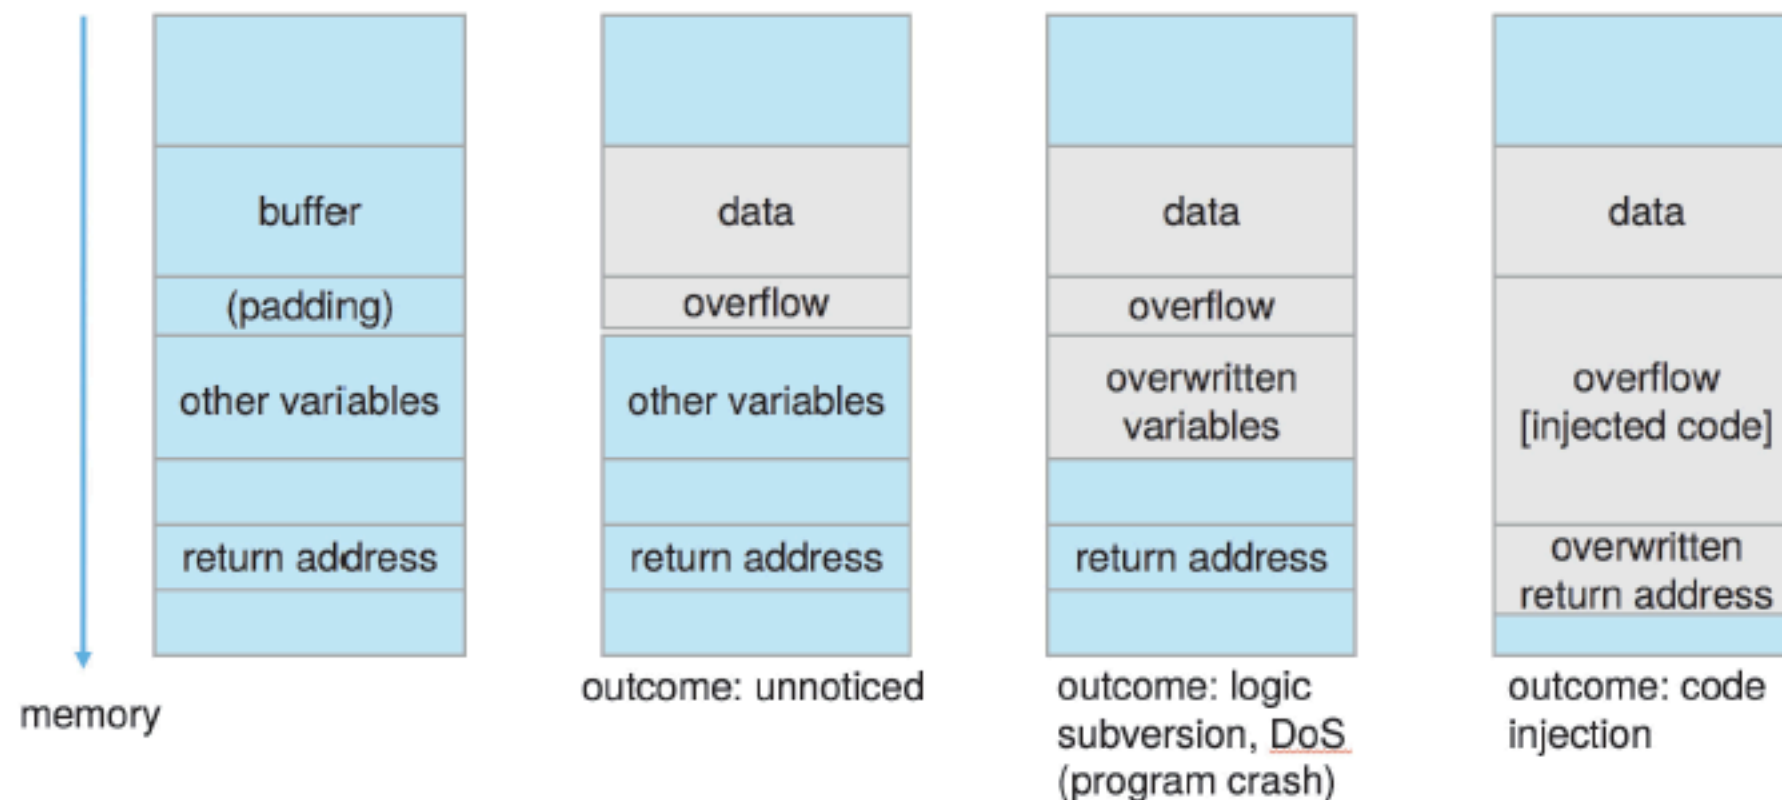 buffer
(padding)
other variables
return address
memory
data
overflow
other variables
return address
outcome: unnoticed
data
overflow
overwritten
variables
return address
outcome: logic
subversion, DoS
(program crash)
data
overflow
[injected code]
overwritten
return address
outcome: code
injection